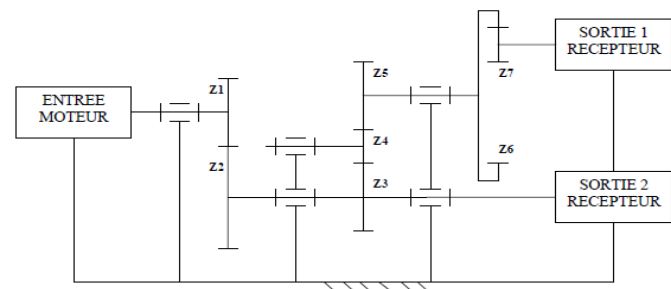 SORTIE 1
RECEPTEUR
Z1
Z5
Z7
ENTREE
MOTEUR
Z2
Z4
Z6
Z3
SORTIE 2
RECEPTEUR